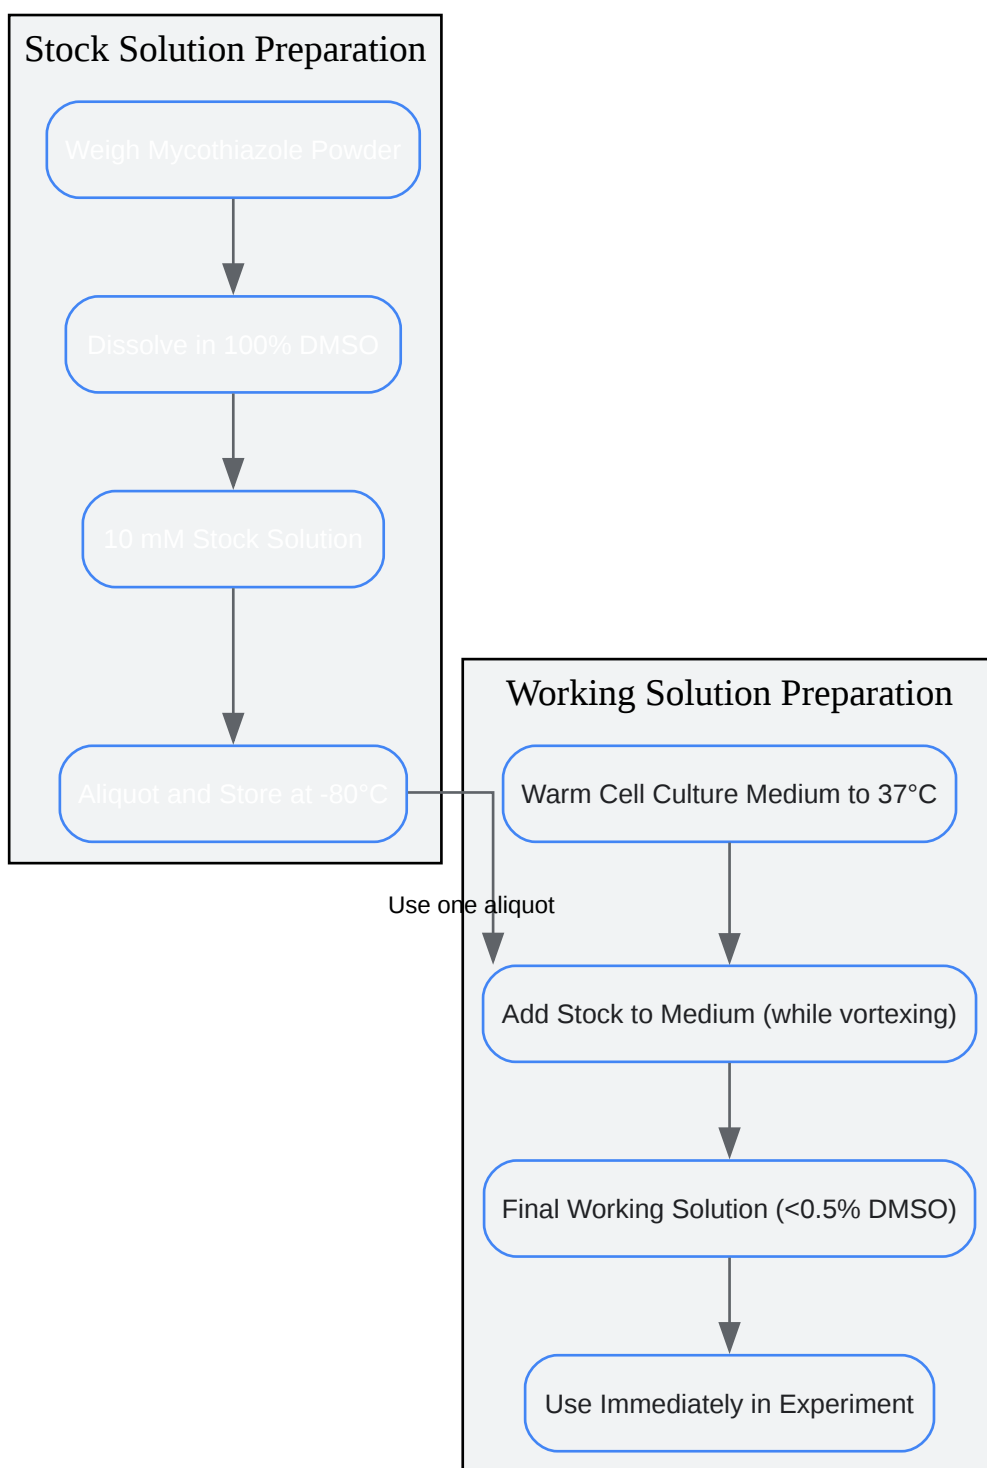 Stock Solution Preparation
Weigh Mycothiazole Powder
Dissolve in 100% DMSO
10 mM Stock Solution
Aliquot and Store at -80°C
Use one aliquot
Working Solution Preparation
Warm Cell Culture Medium to 37°C
Add Stock to Medium (while vortexing)
Final Working Solution (<0.5% DMSO)
Use Immediately in Experiment